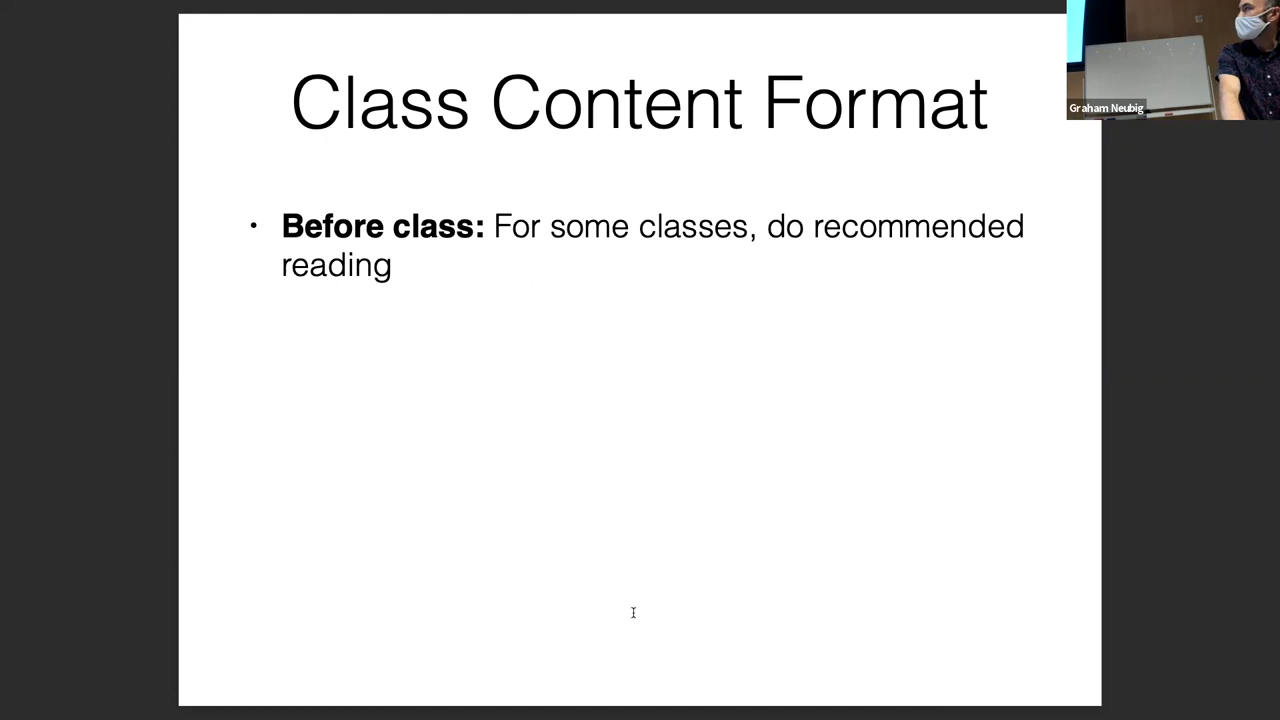 Class Content Format
Graham Neubig
• Before class: For some classes, do recommended
reading